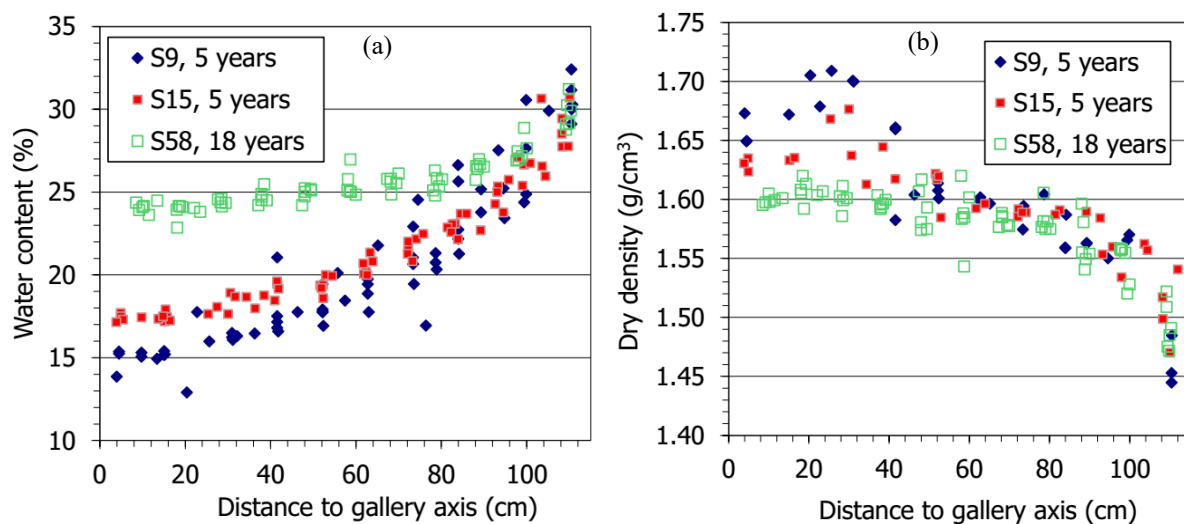 (a)
S9, 5 years
S15, 5 years
S58, 18 years
35
30
25
20
15
10
Water content (%)
0 20 40 60 80 100
Distance to gallery axis (cm)
(b)
S9, 5 years
S15, 5 years
S58, 18 years
1.75
1.70
1.65
1.60
1.55
1.50
1.45
1.40
Dry density (g/cm³)
0 20 40 60 80 100
Distance to gallery axis (cm)